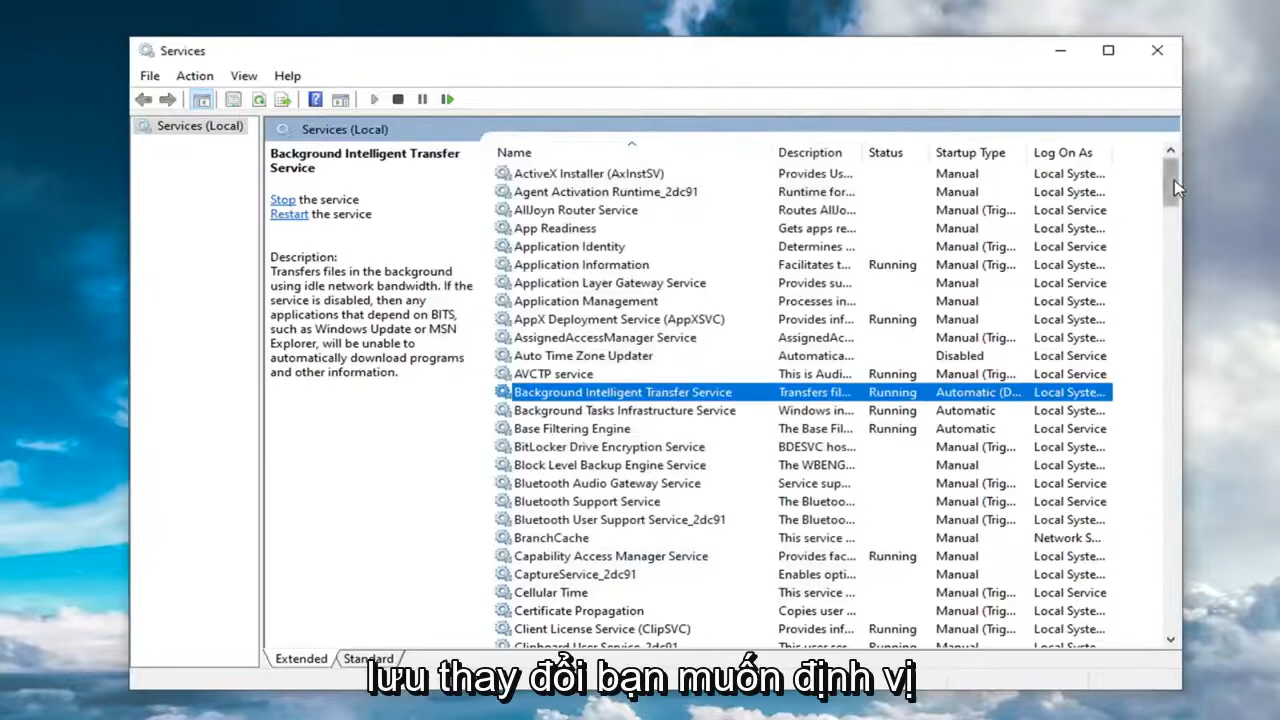 Services
File Action View Help
Services (Local)
Services (Local)
Background Intelligent Transfer
Service
Stop the service
Restart the service
Description:
Transfers files in the background
using idle network bandwidth. If the
service is disabled, then any
applications that depend on BITS,
such as Windows Update or MSN
Explorer, will be unable to
automatically download programs
and other information.
Name Description Status Startup Type Log On As
ActiveX Installer (AxInstSV) Provides Us... Manual Local Syste...
Agent Activation Runtime_2dc91 Runtime for... Manual Local Syste...
AllJoyn Router Service Routes AllJo... Manual (Trig... Local Service
App Readiness Gets apps re... Manual Local Syste...
Application Identity Determines ... Manual (Trig... Local Service
Application Information Facilitates t... Running Manual (Trig... Local Syste...
Application Layer Gateway Service Provides su... Manual Local Service
Application Management Processes in... Manual Local Syste...
AppX Deployment Service (AppXSVC) Provides inf... Running Manual (Trig... Local Syste...
AssignedAccessManager Service AssignedAc... Manual (Trig... Local Syste...
Auto Time Zone Updater Automatica... Disabled Local Service
AVCTP service This is Audi... Running Manual (Trig... Local Service
Background Intelligent Transfer Service Transfers fil... Running Automatic (D... Local Syste...
Background Tasks Infrastructure Service Windows in... Running Automatic Local Syste...
Base Filtering Engine The Base Fil... Running Automatic Local Service
BitLocker Drive Encryption Service BDESVC hos... Manual (Trig... Local Syste...
Block Level Backup Engine Service The WBENG... Manual Local Syste...
Bluetooth Audio Gateway Service Service sup... Manual (Trig... Local Service
Bluetooth Support Service The Bluetoo... Manual (Trig... Local Service
Bluetooth User Support Service_2dc91 The Bluetoo... Manual (Trig... Local Syste...
BranchCache This service ... Manual Network S...
Capability Access Manager Service Provides fac... Running Manual Local Syste...
CaptureService_2dc91 Enables opti... Manual Local Syste...
Cellular Time This service ... Manual (Trig... Local Service
Certificate Propagation Copies user ... Manual (Trig... Local Syste...
Client License Service (ClipSVC) Provides inf... Running Manual (Trig... Local Syste...
Clipboard User Service_2dc91 This user ser... Running Manual Local Syste...
Extended Standard
lưu thay đổi bạn muốn định vị